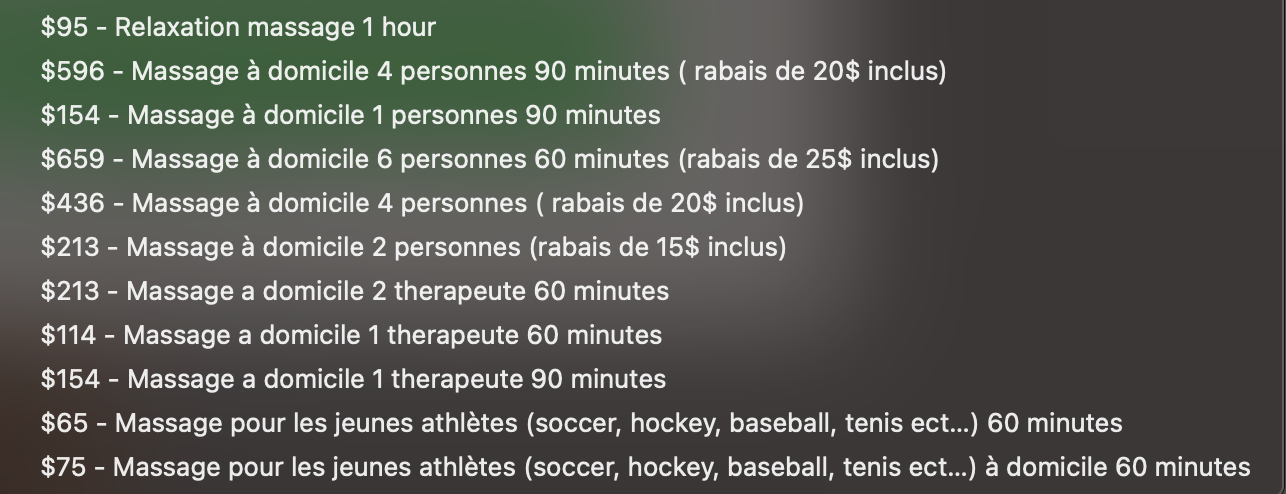 $95 - Relaxation massage 1 hour
$596 - Massage à domicile 4 personnes 90 minutes ( rabais de 20$ inclus)
$154 - Massage à domicile 1 personnes 90 minutes
$659 - Massage à domicile 6 personnes 60 minutes (rabais de 25$ inclus)
$436 - Massage à domicile 4 personnes ( rabais de 20$ inclus)
$213 - Massage à domicile 2 personnes (rabais de 15$ inclus)
$213 - Massage a domicile 2 therapeute 60 minutes
$114 - Massage a domicile 1 therapeute 60 minutes
$154 - Massage a domicile 1 therapeute 90 minutes
$65 - Massage pour les jeunes athlètes (soccer, hockey, baseball, tenis ect...) 60 minutes
$75 - Massage pour les jeunes athlètes (soccer, hockey, baseball, tenis ect...) à domicile 60 minutes